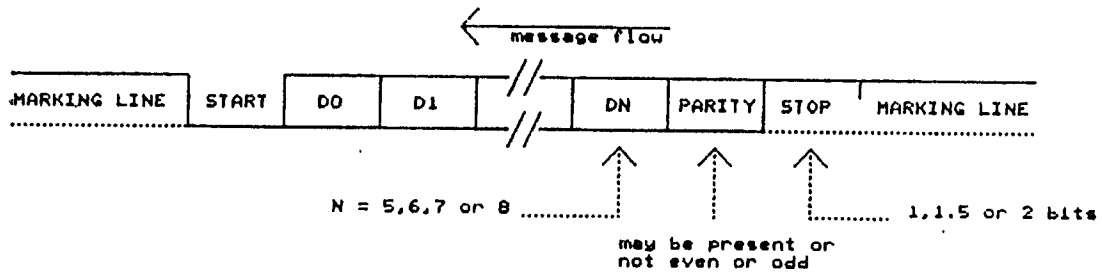 message flow
MARKING LINE START D0 D1 DN PARITY STOP MARKING LINE
N = 5,6,7 or 8
1,1.5 or 2 bits
may be present or
not even or odd